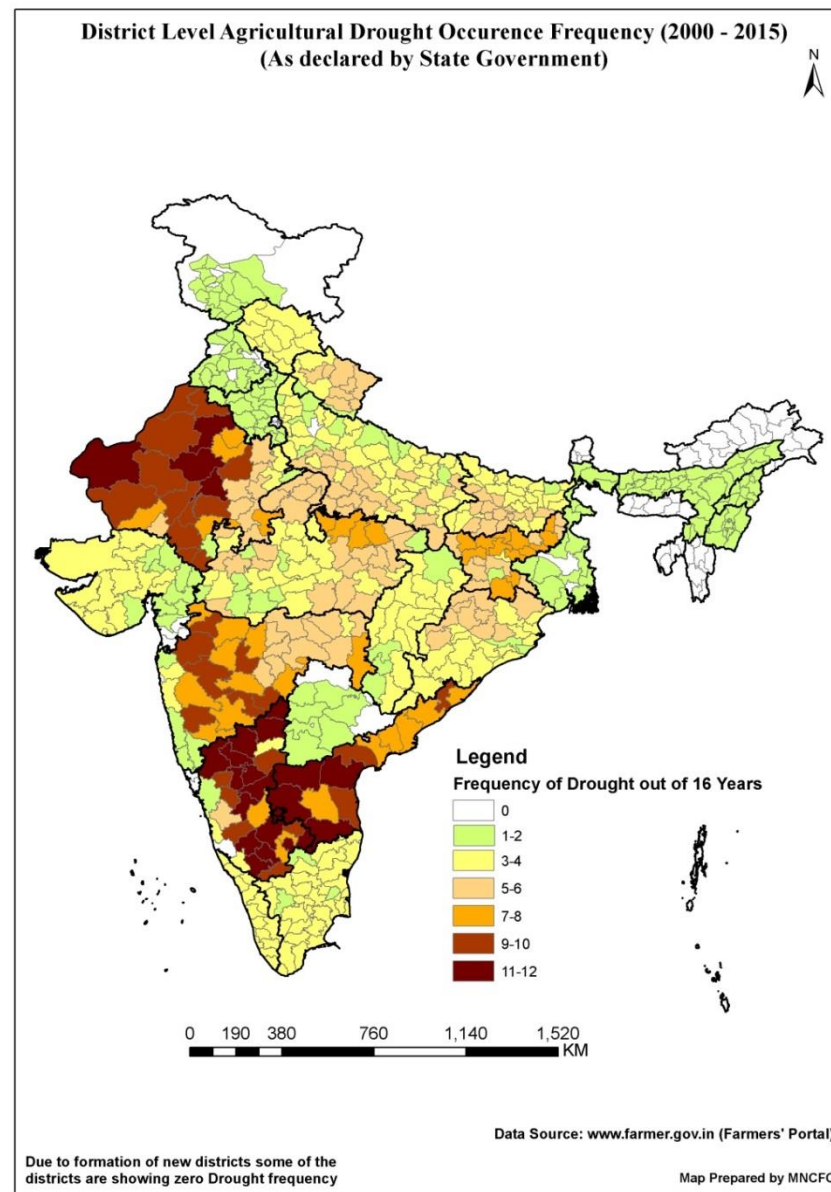 District Level Agricultural Drought Occurence Frequency (2000 - 2015)
(As declared by State Government)
N
Legend
Frequency of Drought out of 16 Years
0
1-2
3-4
5-6
7-8
9-10
11-12
0 190 380 760 1,140 1,520
KM
Data Source: www.farmer.gov.in (Farmers' Portal)
Due to formation of new districts some of the
districts are showing zero Drought frequency
Map Prepared by MNCFC